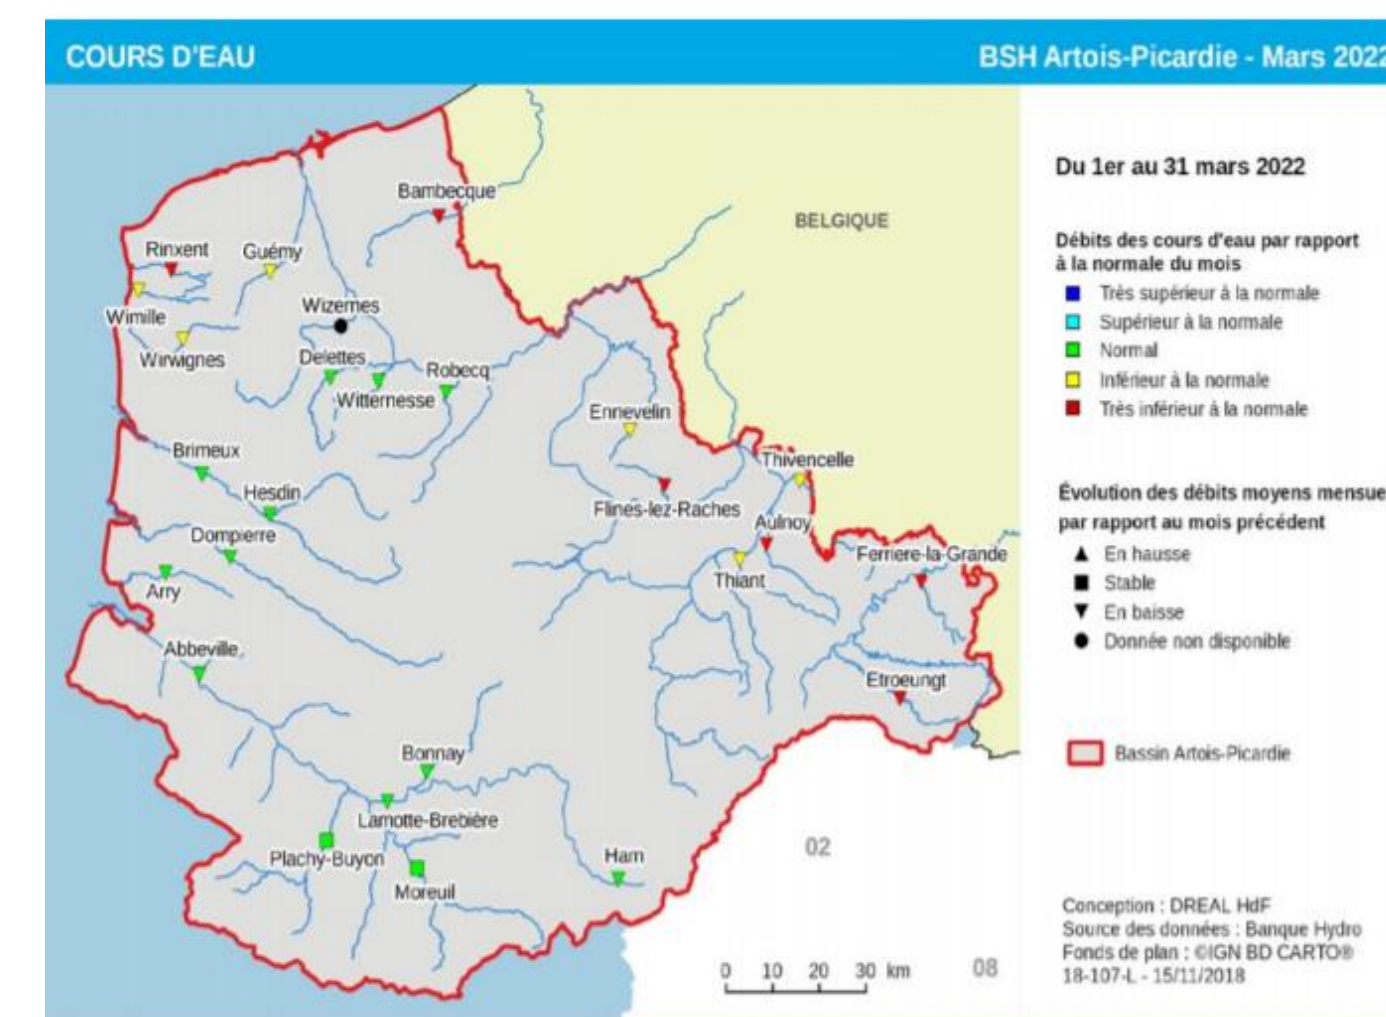 COURS D'EAU
BSH Artois-Picardie - Mars 2022
Du 1er au 31 mars 2022
Débits des cours d'eau par rapport
à la normale du mois
Très supérieur à la normale
Supérieur à la normale
Normal
Inférieur à la normale
Très inférieur à la normale
Évolution des débits moyens mensue
par rapport au mois précédent
En hausse
Stable
En baisse
Donnée non disponible
Bassin Artois-Picardie
Conception : DREAL HdF
Source des données : Banque Hydro
Fonds de plan : ©IGN BD CARTO®
18-107-L - 15/11/2018
BELGIQUE
Bambecque
Rinxent
Guémy
Wimille
Wizernes
Wirwignes
Delettes
Witternesse
Robecq
Ennevelin
Brimeux
Thivencelle
Hesdin
Flines-lez-Raches
Aulnoy
Dompierre
Ferriere-la-Grande
Arry
Thiant
Abbeville
Etroeungt
Bonnay
Lamotte-Brebière
Plachy-Buyon
Ham
Moreuil
02
08
0 10 20 30 km